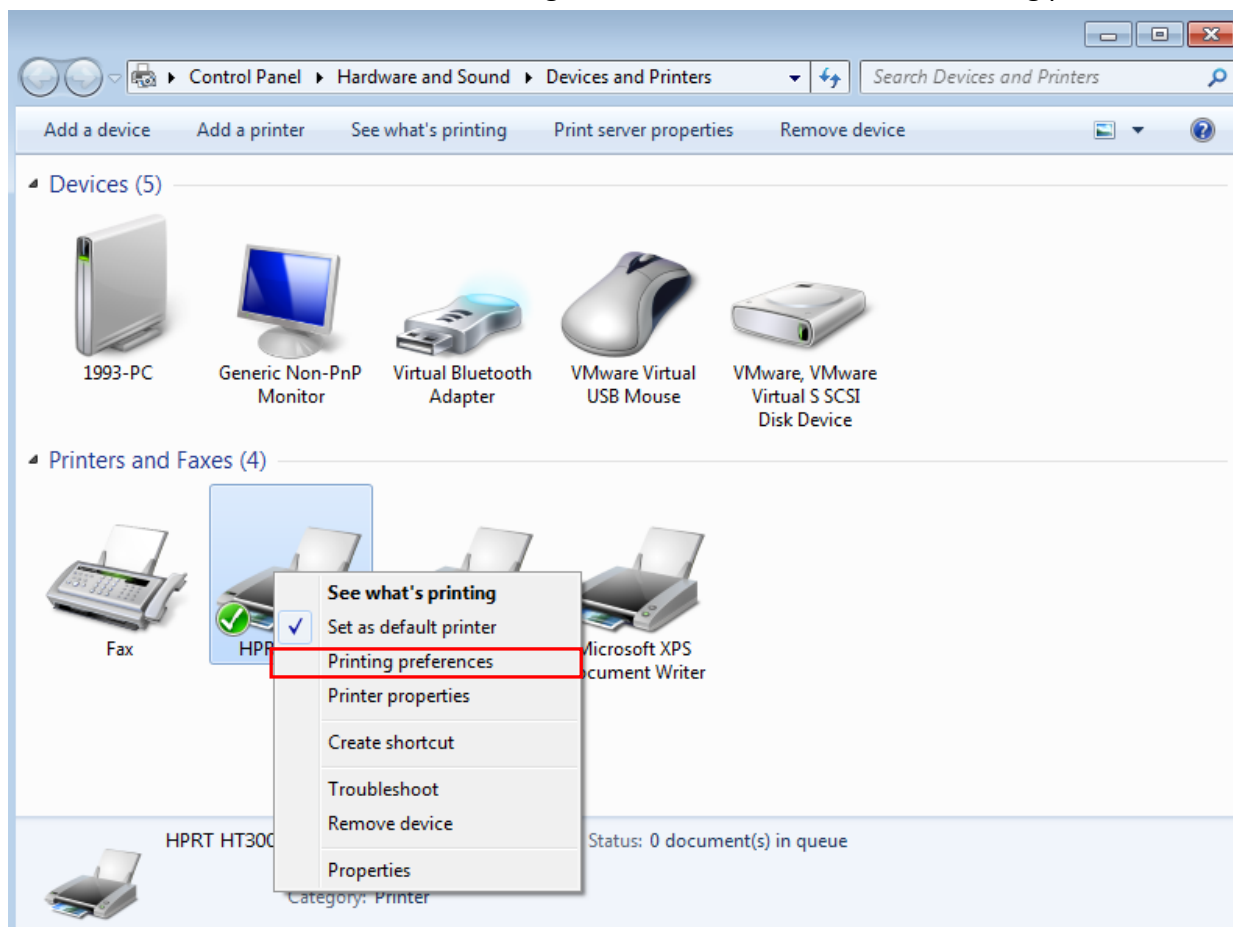 Control Panel ▸ Hardware and Sound ▸ Devices and Printers
Search Devices and Printers
Add a device Add a printer See what's printing Print server properties Remove device
Devices (5)
1993-PC
Generic Non-PnP
Monitor
Virtual Bluetooth
Adapter
VMware Virtual
USB Mouse
VMware, VMware
Virtual S SCSI
Disk Device
Printers and Faxes (4)
Fax
Microsoft XPS
Document Writer
See what's printing
Set as default printer
Printing preferences
Printer properties
Create shortcut
Troubleshoot
Remove device
Properties
HPRT HT300
Status: 0 document(s) in queue
Category: Printer